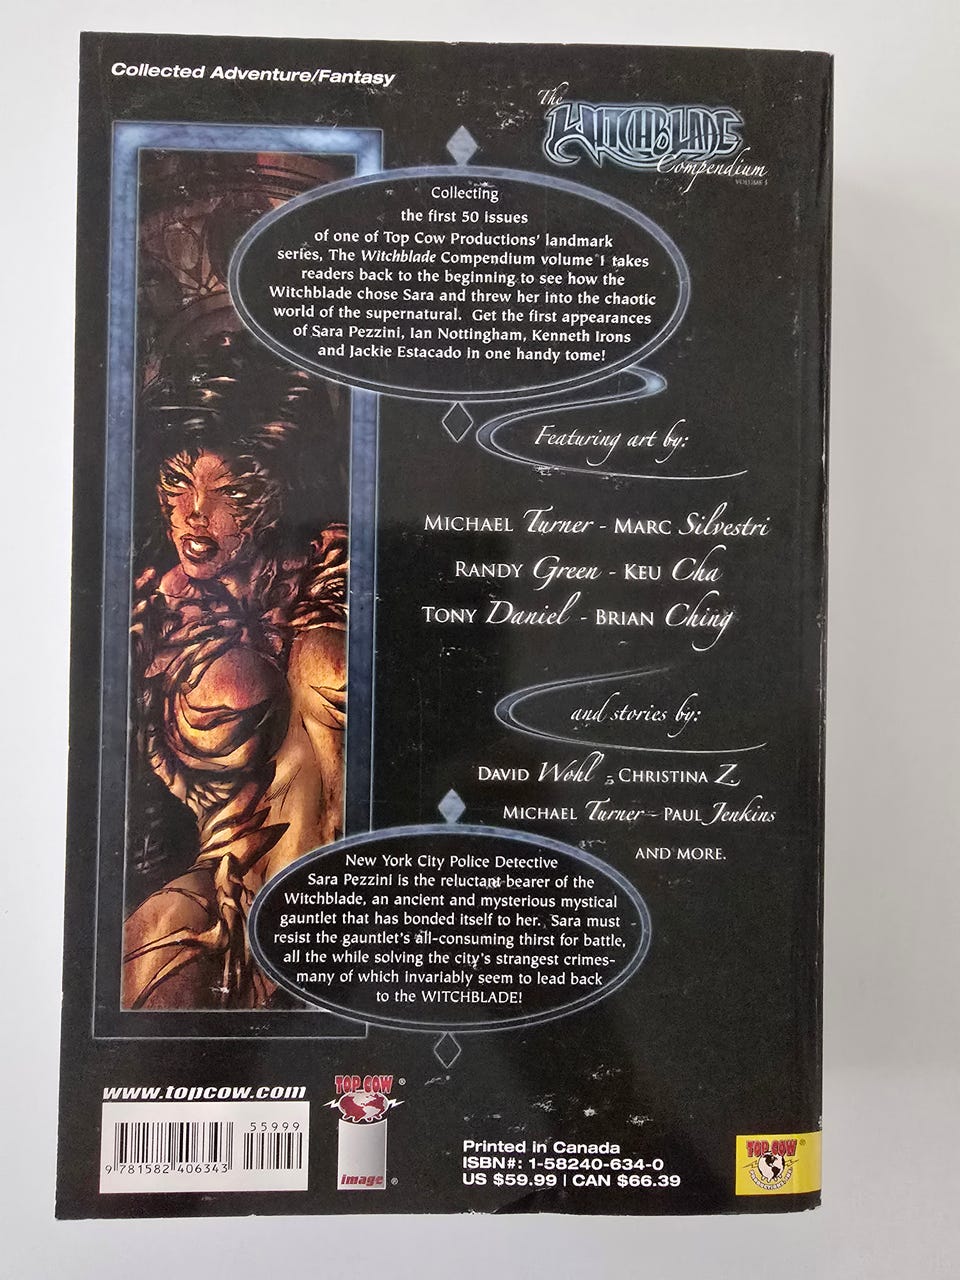 Collected Adventure/Fantasy
The
WITCHBLADE
Compendium
VOLUME 1
Collecting
the first 50 issues
of one of Top Cow Productions' landmark
series, The Witchblade Compendium volume 1 takes
readers back to the beginning to see how the
Witchblade chose Sara and threw her into the chaotic
world of the supernatural. Get the first appearances
of Sara Pezzini, Ian Nottingham, Kenneth Irons
and Jackie Estacado in one handy tome!
Featuring art by:
MICHAEL Turner - MARC Silvestri
RANDY Green - KEU Cha
TONY Daniel - BRIAN Ching
and stories by:
DAVID Wohl - CHRISTINA Z.
MICHAEL Turner - PAUL Jenkins
AND MORE.
New York City Police Detective
Sara Pezzini is the reluctant bearer of the
Witchblade, an ancient and mysterious mystical
gauntlet that has bonded itself to her. Sara must
resist the gauntlet's all-consuming thirst for battle,
all the while solving the city's strangest crimes-
many of which invariably seem to lead back
to the WITCHBLADE!
www.topcow.com
55999
9 781582 406343
TOP COW ®
image ®
Printed in Canada
ISBN#: 1-58240-634-0
US $59.99 | CAN $66.39
TOP COW ®
PRODUCTIONS, INC.